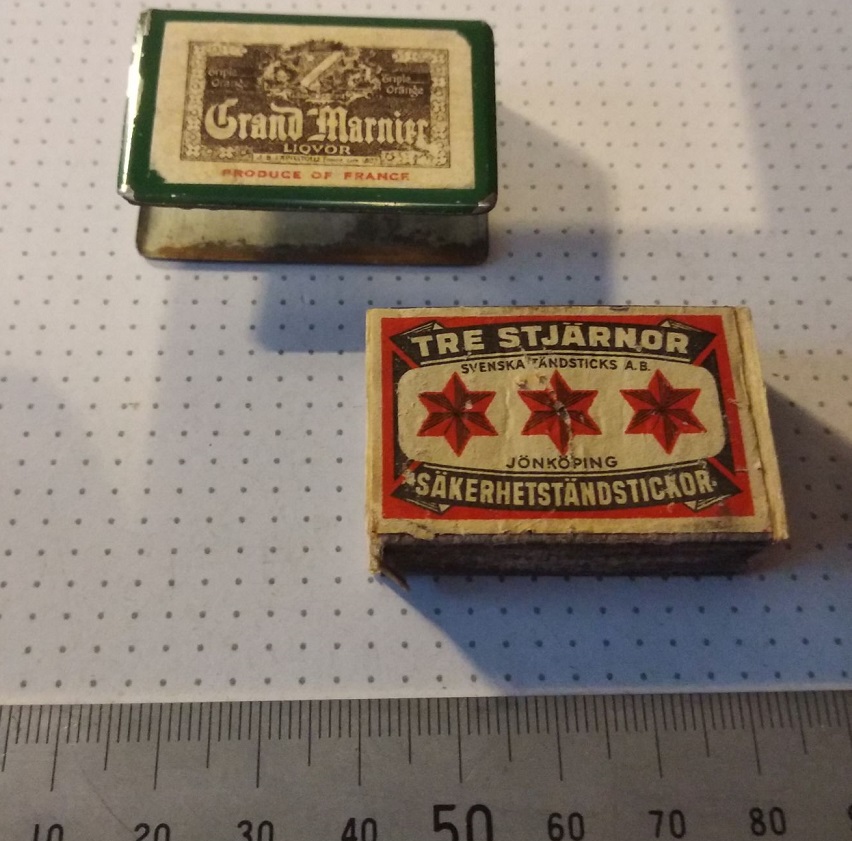 Triple Orange
Triple Orange
Grand Marnier
LIQVOR
PRODUCE OF FRANCE
TRE STJÄRNOR
SVENSKA TÄNDSTICKS A.B.
JÖNKÖPING
SÄKERHETSTÄNDSTICKOR
10 20 30 40 50 60 70 80